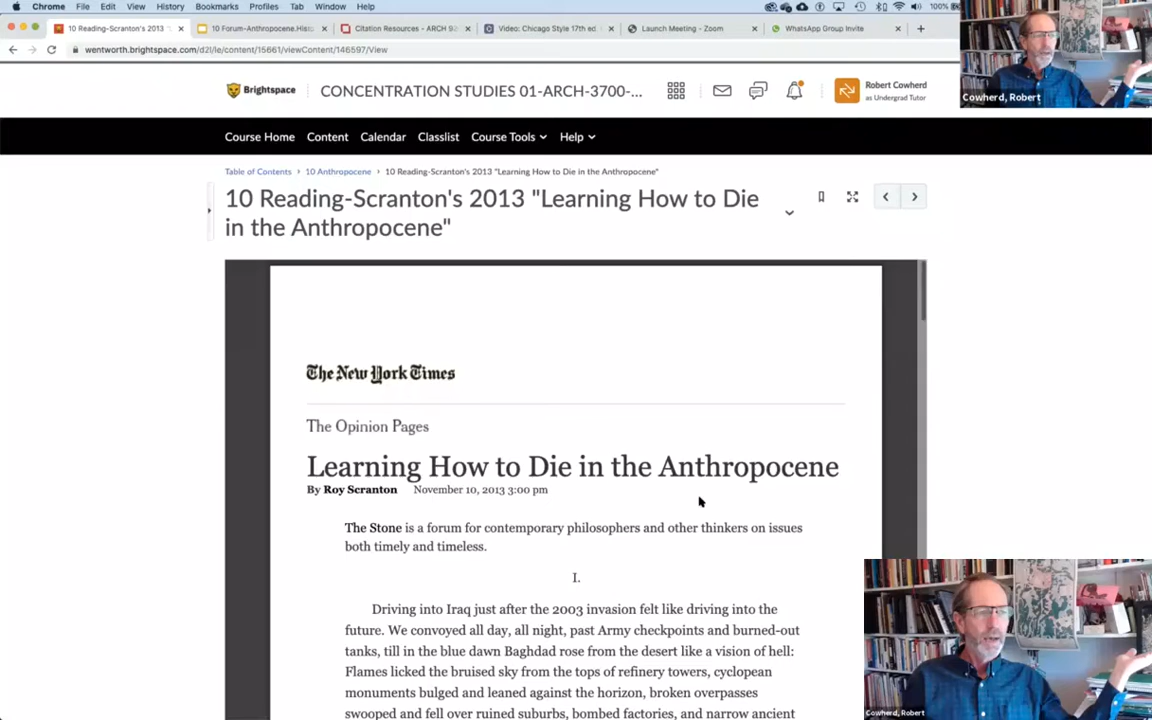 Chrome File Edit View History Bookmarks Profiles Tab Window Help 100%
10 Reading-Scranton's 2013 10 Forum-Anthropocene.Hist Citation Resources - ARCH 92 Video: Chicago Style 17th ed. Launch Meeting - Zoom WhatsApp Group Invite
wentworth.brightspace.com/d2l/le/content/15661/viewContent/146597/View
Cowherd, Robert
Brightspace CONCENTRATION STUDIES 01-ARCH-3700-... Robert Cowherd
as Undergrad Tutor
Course Home Content Calendar Classlist Course Tools Help
Table of Contents › 10 Anthropocene › 10 Reading-Scranton's 2013 "Learning How to Die in the Anthropocene"
10 Reading-Scranton's 2013 "Learning How to Die
in the Anthropocene"
The New York Times
The Opinion Pages
Learning How to Die in the Anthropocene
By Roy Scranton November 10, 2013 3:00 pm
The Stone is a forum for contemporary philosophers and other thinkers on issues
both timely and timeless.
I.
Driving into Iraq just after the 2003 invasion felt like driving into the
future. We convoyed all day, all night, past Army checkpoints and burned-out
tanks, till in the blue dawn Baghdad rose from the desert like a vision of hell:
Flames licked the bruised sky from the tops of refinery towers, cyclopean
monuments bulged and leaned against the horizon, broken overpasses
swooped and fell over ruined suburbs, bombed factories, and narrow ancient
Cowherd, Robert